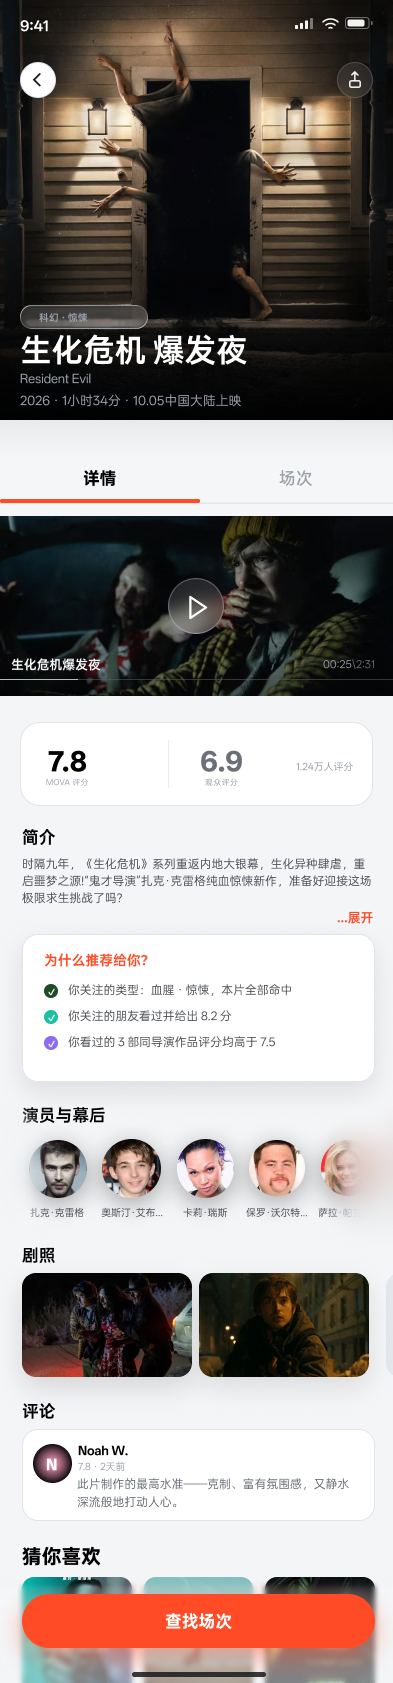 9:41
科幻 · 惊悚
生化危机 爆发夜
Resident Evil
2026 · 1小时34分 · 10.05中国大陆上映
详情
场次
生化危机爆发夜
00:25\2:31
7.8
MOVA 评分
6.9
观众评分
1.24万人评分
简介
时隔九年，《生化危机》系列重返内地大银幕，生化异种肆虐，重
启噩梦之源!“鬼才导演”扎克·克雷格纯血惊悚新作，准备好迎接这场
极限求生挑战了吗?
...展开
为什么推荐给你?
你关注的类型：血腥 · 惊悚，本片全部命中
你关注的朋友看过并给出 8.2 分
你看过的 3 部同导演作品评分均高于 7.5
演员与幕后
扎克·克雷格
奥斯汀·艾布...
卡莉·瑞斯
保罗·沃尔特...
萨拉·帕
剧照
评论
N
Noah W.
7.8 · 2天前
此片制作的最高水准——克制、富有氛围感，又静水
深流般地打动人心。
猜你喜欢
查找场次